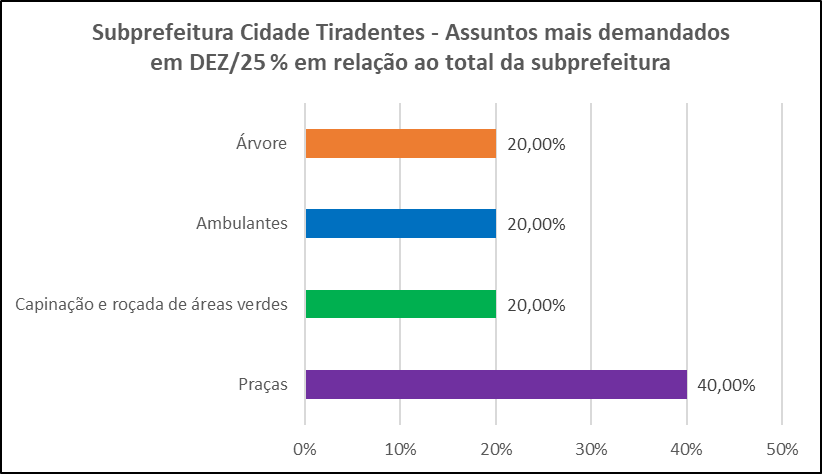 Subprefeitura Cidade Tiradentes - Assuntos mais demandados
em DEZ/25 % em relação ao total da subprefeitura
Árvore 20,00%
Ambulantes 20,00%
Capinação e roçada de áreas verdes 20,00%
Praças 40,00%
0% 10% 20% 30% 40% 50%